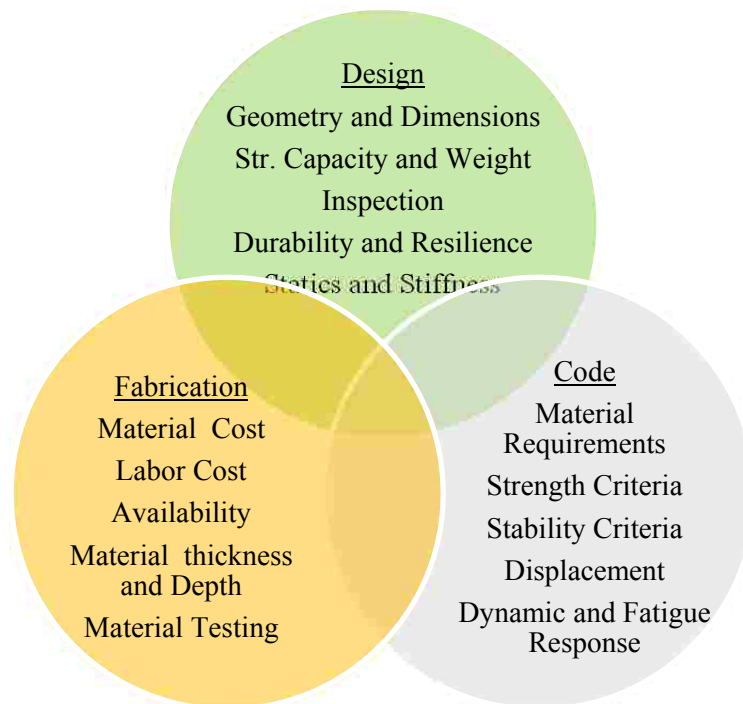 Design
Geometry and Dimensions
Str. Capacity and Weight
Inspection
Durability and Resilience
Statics and Stiffness
Fabrication
Material Cost
Labor Cost
Availability
Material thickness
and Depth
Material Testing
Code
Material
Requirements
Strength Criteria
Stability Criteria
Displacement
Dynamic and Fatigue
Response